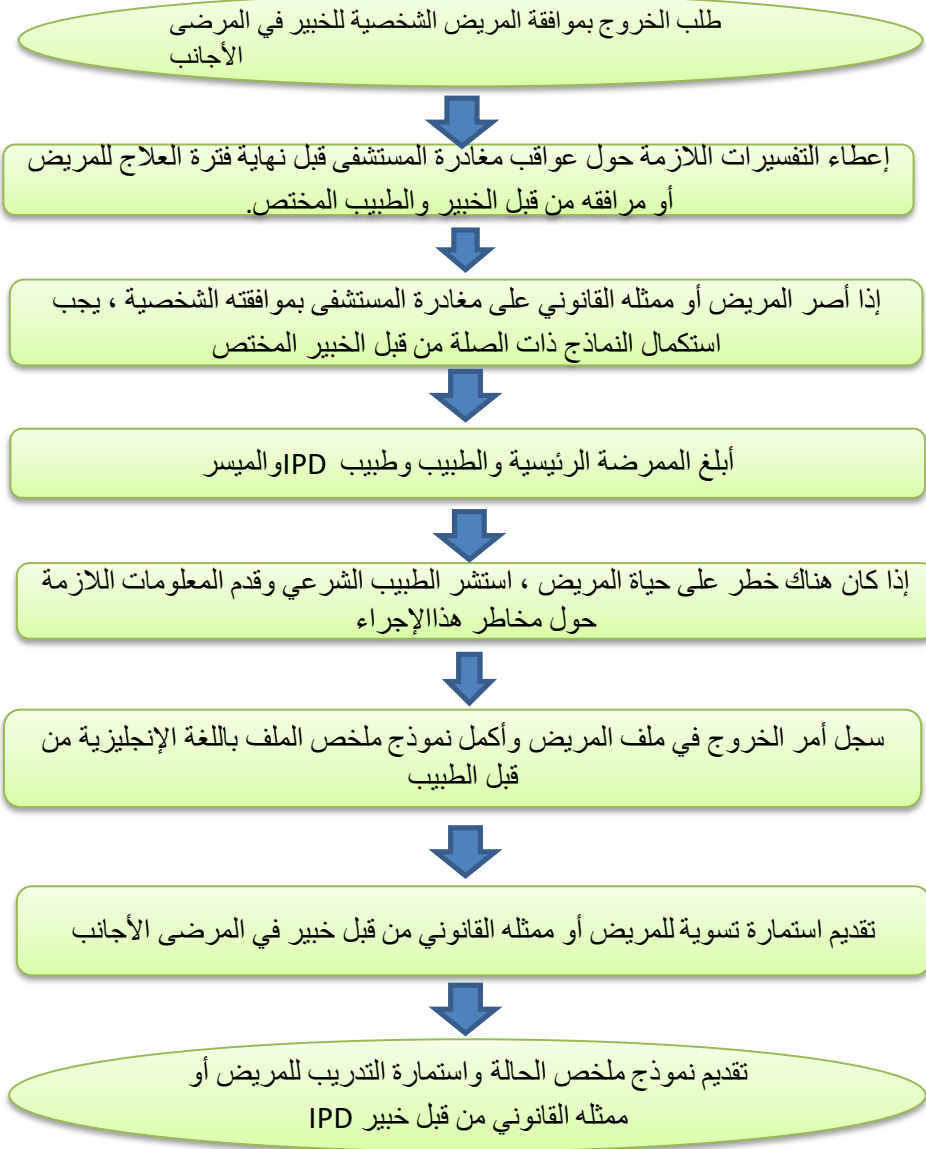 طلب الخروج بموافقة المريض الشخصية للخبير في المرضى
الأجانب
إعطاء التفسيرات اللازمة حول عواقب مغادرة المستشفى قبل نهاية فترة العلاج للمريض
أو مرافقه من قبل الخبير والطبيب المختص.
إذا أصر المريض أو ممثله القانوني على مغادرة المستشفى بموافقته الشخصية ، يجب
استكمال النماذج ذات الصلة من قبل الخبير المختص
أبلغ الممرضة الرئيسية والطبيب وطبيب IPDوالميسر
إذا كان هناك خطر على حياة المريض ، استشر الطبيب الشرعي وقدم المعلومات اللازمة
حول مخاطر هذاالإجراء
سجل أمر الخروج في ملف المريض وأكمل نموذج ملخص الملف باللغة الإنجليزية من
قبل الطبيب
تقديم استمارة تسوية للمريض أو ممثله القانوني من قبل خبير في المرضى الأجانب
تقديم نموذج ملخص الحالة واستمارة التدريب للمريض أو
ممثله القانوني من قبل خبير IPD